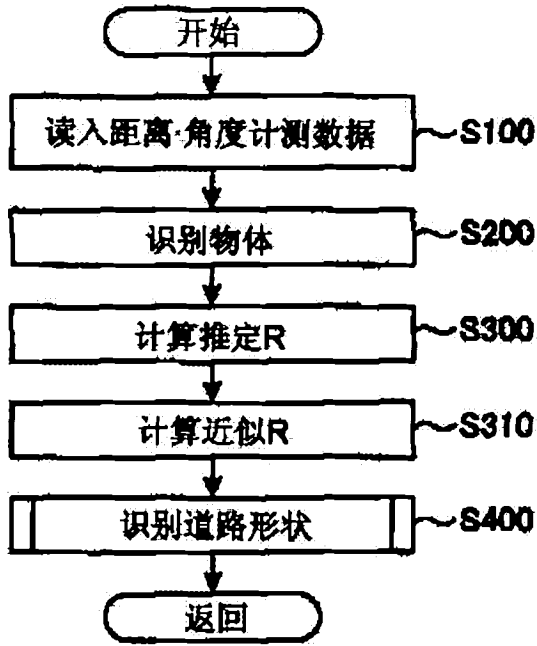 开始
读入距离·角度计测数据 S100
识别物体 S200
计算推定R S300
计算近似R S310
识别道路形状 S400
返回